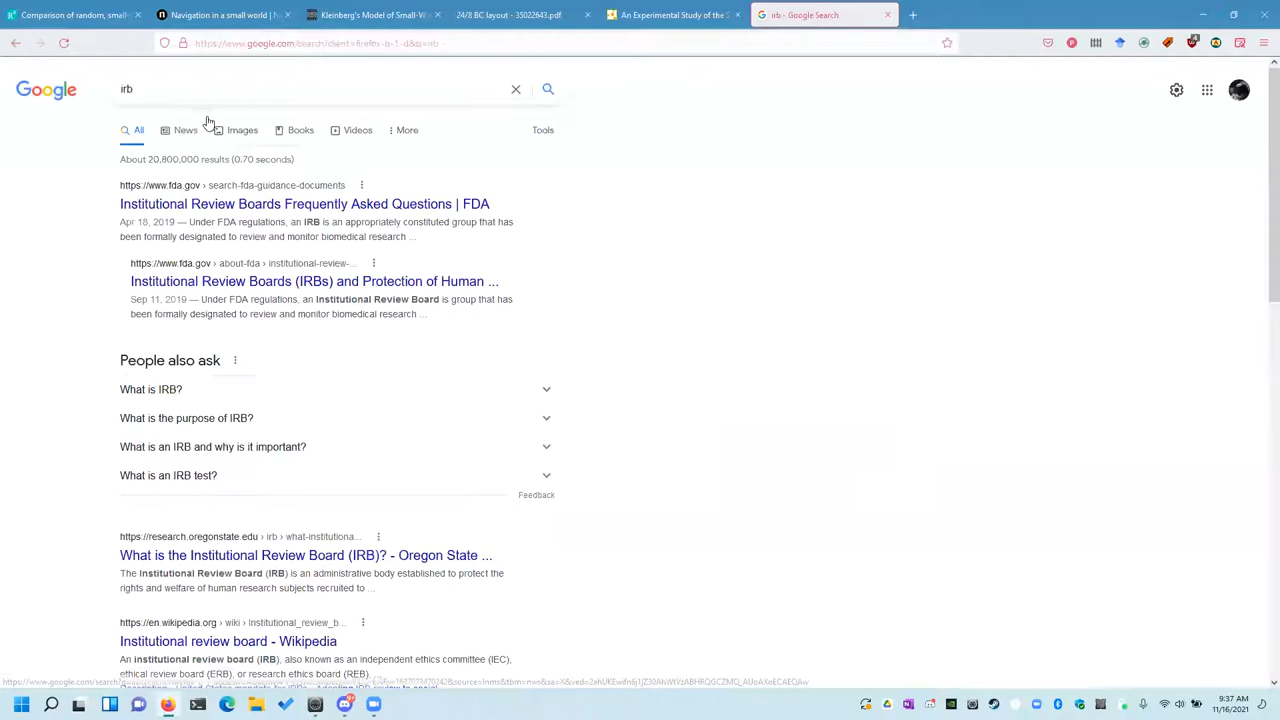 Kleinberg's Small-Wat
24/8 BC layout - 35022643.pdf
An Experimental Study of the
irb - Google Search
https://www.google.com/search?client=firefox-b-1-d&q=irb
Google
irb
All
News
Images
Books
Videos
More
Tools
About 20,800,000 results (0.70 seconds)
https://www.fda.gov › search-fda-guidance-documents
Institutional Review Boards Frequently Asked Questions | FDA
Apr 18, 2019 — Under FDA regulations, an IRB is an appropriately constituted group that has
been formally designated to review and monitor biomedical research ...
https://www.fda.gov › about-fda › institutional-review-...
Institutional Review Boards (IRBs) and Protection of Human ...
Sep 11, 2019 — Under FDA regulations, an Institutional Review Board is group that has
been formally designated to review and monitor biomedical research ...
People also ask
What is IRB?
What is the purpose of IRB?
What is an IRB and why is it important?
What is an IRB test?
Feedback
https://research.oregonstate.edu › irb › what-institutiona...
What is the Institutional Review Board (IRB)? - Oregon State ...
The Institutional Review Board (IRB) is an administrative body established to protect the
rights and welfare of human research subjects recruited to ...
https://en.wikipedia.org › wiki › Institutional_review_b...
Institutional review board - Wikipedia
An institutional review board (IRB), also known as an independent ethics committee (IEC),
ethical review board (ERB), or research ethics board (REB).
9:37 AM
11/16/2021